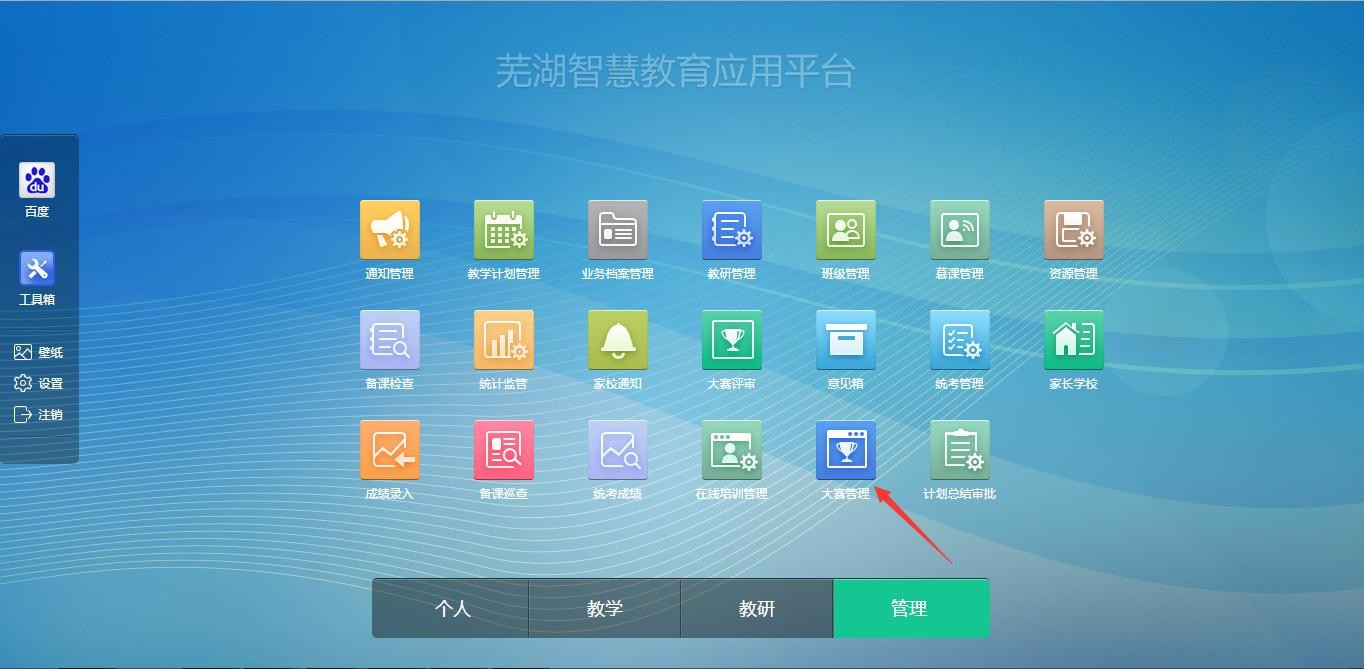 芜湖智慧教育应用平台
du
百度
工具箱
壁纸
设置
注销
通知管理 教学计划管理 业务档案管理 教研管理 班级管理 慕课管理 资源管理
备课检查 统计监管 家校通知 大赛评审 意见箱 统考管理 家长学校
成绩录入 备课巡查 统考成绩 在线培训管理 大赛管理 计划总结审批
个人 教学 教研 管理